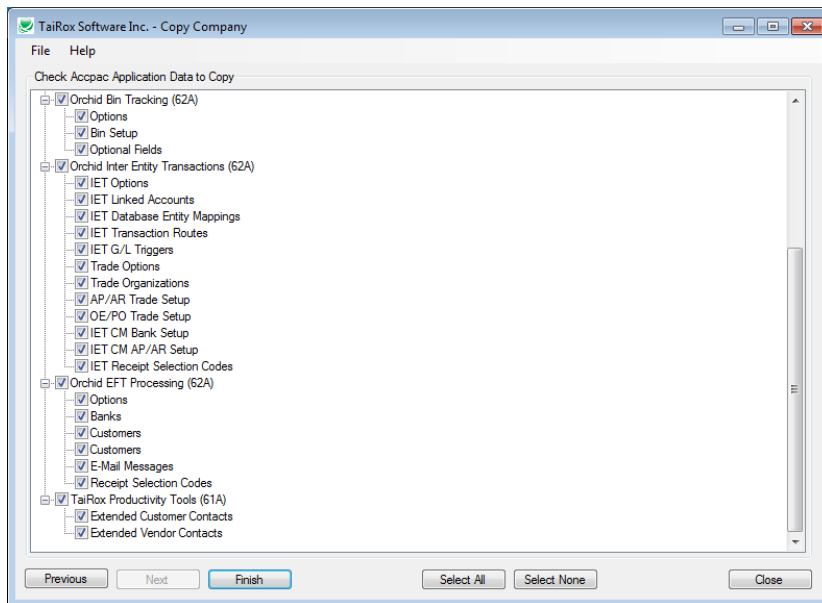 TaiRox Software Inc. - Copy Company
File Help
Check Accpac Application Data to Copy
Orchid Bin Tracking (62A)
Options
Bin Setup
Optional Fields
Orchid Inter Entity Transactions (62A)
IET Options
IET Linked Accounts
IET Database Entity Mappings
IET Transaction Routes
IET G/L Triggers
Trade Options
Trade Organizations
AP/AR Trade Setup
OE/PO Trade Setup
IET CM Bank Setup
IET CM AP/AR Setup
IET Receipt Selection Codes
Orchid EFT Processing (62A)
Options
Banks
Customers
Customers
E-Mail Messages
Receipt Selection Codes
TaiRox Productivity Tools (61A)
Extended Customer Contacts
Extended Vendor Contacts
Previous Next Finish Select All Select None Close